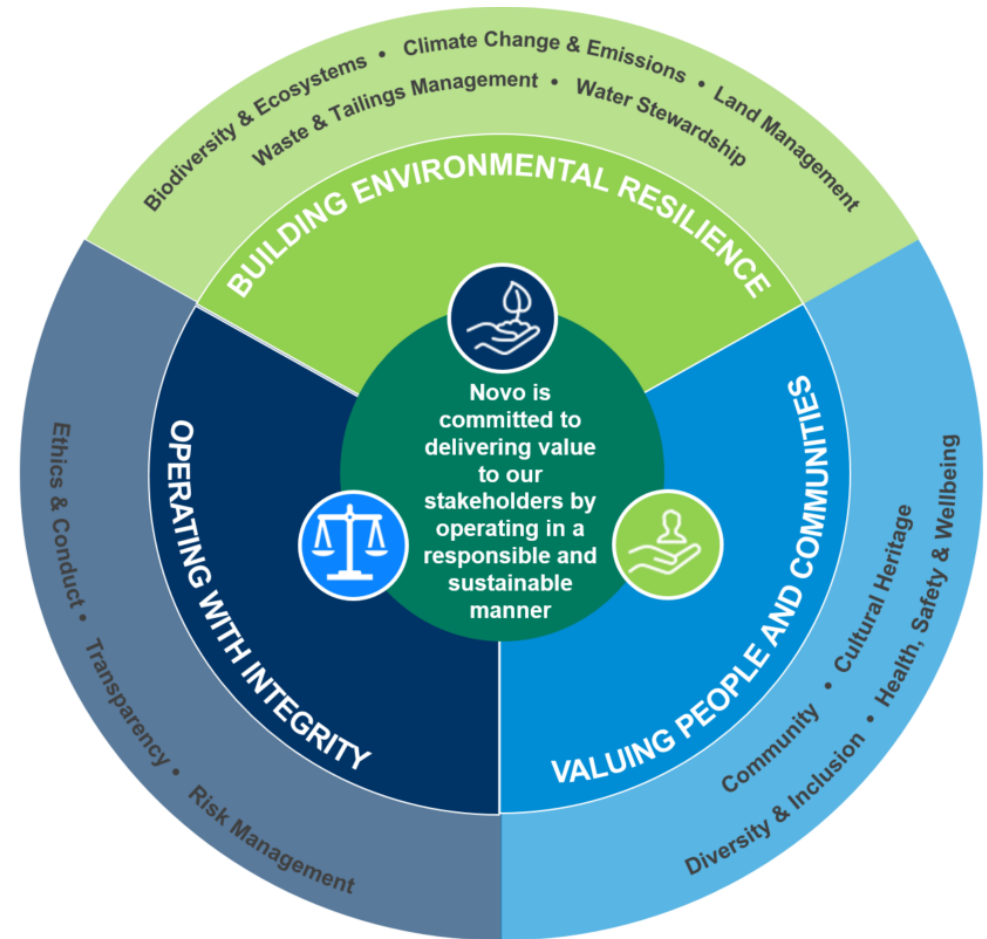 Biodiversity & Ecosystems • Climate Change & Emissions • Land Management
Waste & Tailings Management • Water Stewardship
BUILDING ENVIRONMENTAL RESILIENCE
Novo is
committed to
delivering value
to our
stakeholders by
operating in a
responsible and
sustainable
manner
OPERATING WITH INTEGRITY
Ethics & Conduct • Transparency • Risk Management
VALUING PEOPLE AND COMMUNITIES
Community • Cultural Heritage
Diversity & Inclusion • Health, Safety & Wellbeing